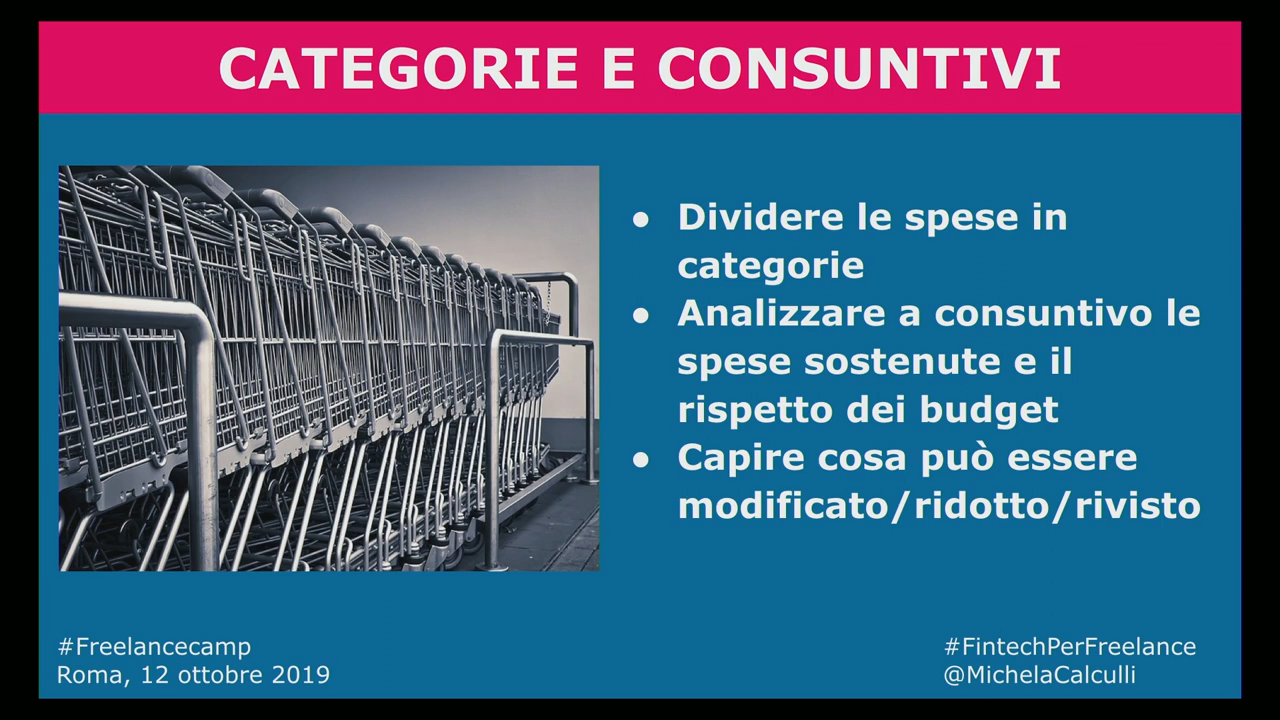 CATEGORIE E CONSUNTIVI
● Dividere le spese in
categorie
● Analizzare a consuntivo le
spese sostenute e il
rispetto dei budget
● Capire cosa può essere
modificato/ridotto/rivisto
#Freelancecamp
Roma, 12 ottobre 2019
#FintechPerFreelance
@MichelaCalculli